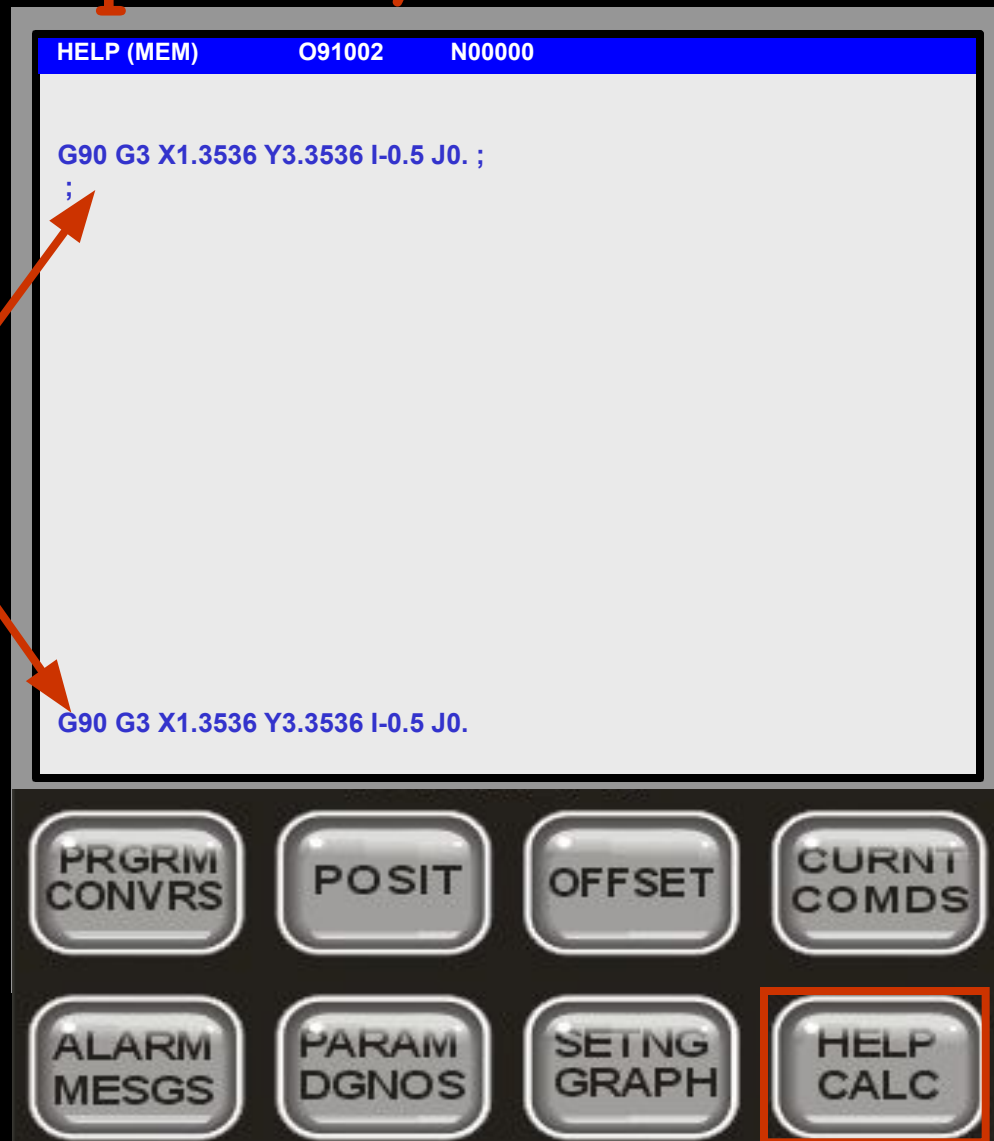 HELP (MEM) O91002 N00000
G90 G3 X1.3536 Y3.3536 I-0.5 J0. ;
;
G90 G3 X1.3536 Y3.3536 I-0.5 J0.
PRGRM CONVRS
POSIT
OFFSET
CURNT COMDS
ALARM MESGS
PARAM DGNOS
SETNG GRAPH
HELP CALC